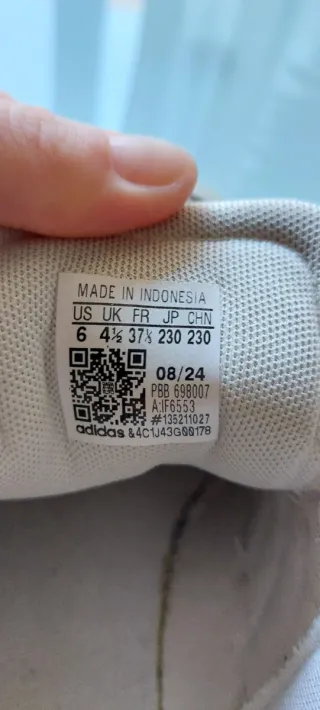 MADE IN INDONESIA
US UK FR JP CHN
6 4½ 37⅓ 230 230
08/24
PBB 698007
A:IF6553
#135211027
adidas &4C1J43G00178